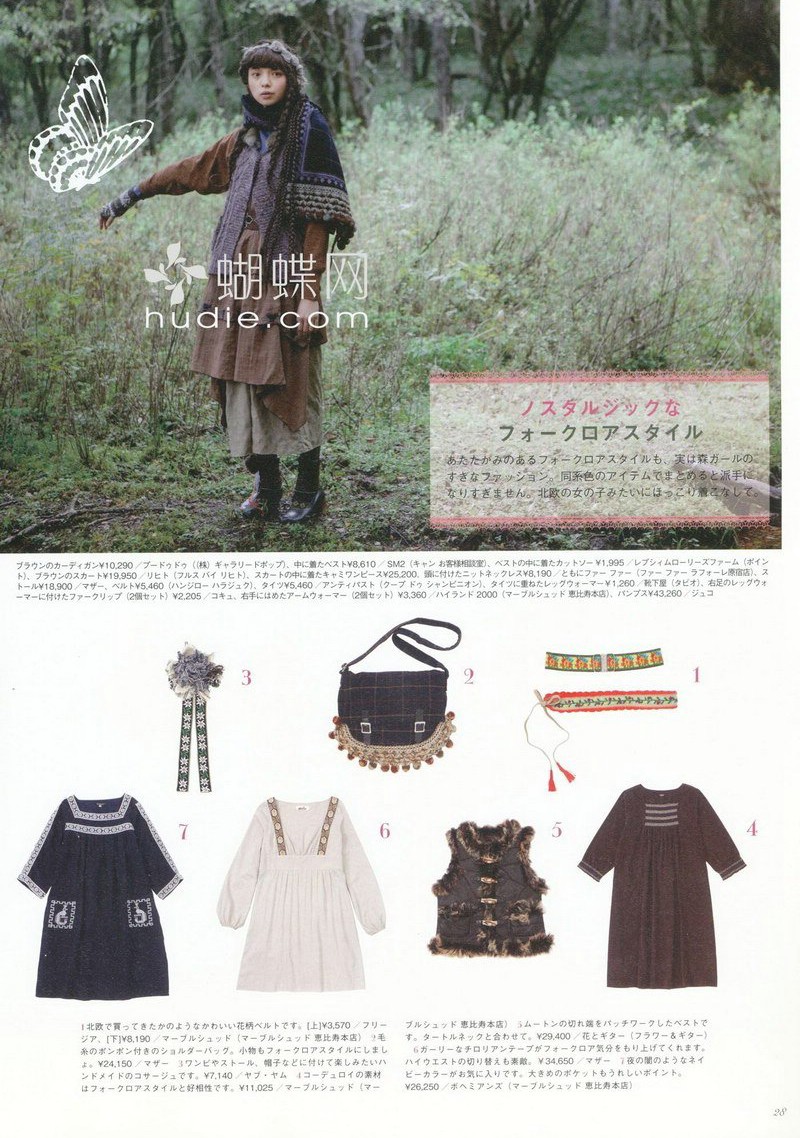 蝴蝶网
hudie.com
ノスタルジックな
フォークロアスタイル
あたたかみのあるフォークロアスタイルも、実は森ガールの
すきなファッション。同系色のアイテムでまとめると派手に
なりすぎません。北欧の女の子みたいにほっこり着こなして。
ブラウンのカーディガン¥10,290／プードゥドゥ（(株) ギャラリードポップ）、中に着たベスト¥8,610／SM2（キャン お客様相談室）、ベストの中に着たカットソー¥1,995／レプシィムローリーズファーム（ポイン
ト）、ブラウンのスカート¥19,950／リヒト（フルス バイ リヒト）、スカートの中に着たキャミワンピース¥25,200、頭に付けたニットネックレス¥8,190／ともにファー ファー（ファー ファー ラフォーレ原宿店）、ス
トール¥18,900／マザー、ベルト¥5,460（ハンジロー ハラジュク）、タイツ¥5,460／アンティパスト（クープ ドゥ シャンピニオン）、タイツに重ねたレッグウォーマー¥1,260／靴下屋（タビオ）、右足のレッグウォ
ーマーに付けたファークリップ（2個セット）¥2,205／コキュ、右手にはめたアームウォーマー（2個セット）¥3,360／ハイランド 2000（マーブルシュッド 恵比寿本店）、パンプス¥43,260／ジュコ
3
2
1
7
6
5
4
1北欧で買ってきたかのようなかわいい花柄ベルトです。[上]¥3,570／フリー
ジア、[下]¥8,190／マーブルシュッド（マーブルシュッド 恵比寿本店） 2毛
糸のボンボン付きのショルダーバッグ。小物もフォークロアスタイルにしまし
ょ。¥24,150／マザー 3ワンピやストール、帽子などに付けて楽しみたいハ
ンドメイドのコサージュです。¥7,140／ヤブ・ヤム 4コーデュロイの素材
はフォークロアスタイルと好相性です。¥11,025／マーブルシュッド（マー
ブルシュッド 恵比寿本店） 5ムートンの切れ端をパッチワークしたベストで
す。タートルネックと合わせて。¥29,400／花とギター（フラワー＆ギター）
6ガーリーなチロリアンテープがフォークロア気分をもり上げてくれます。
ハイウエストの切り替えも素敵。¥34,650／マザー 7夜の闇のようなネイ
ビーカラーがお気に入りです。大きめのポケットもうれしいポイント。
¥26,250／ボヘミアンズ（マーブルシュッド 恵比寿本店）
28